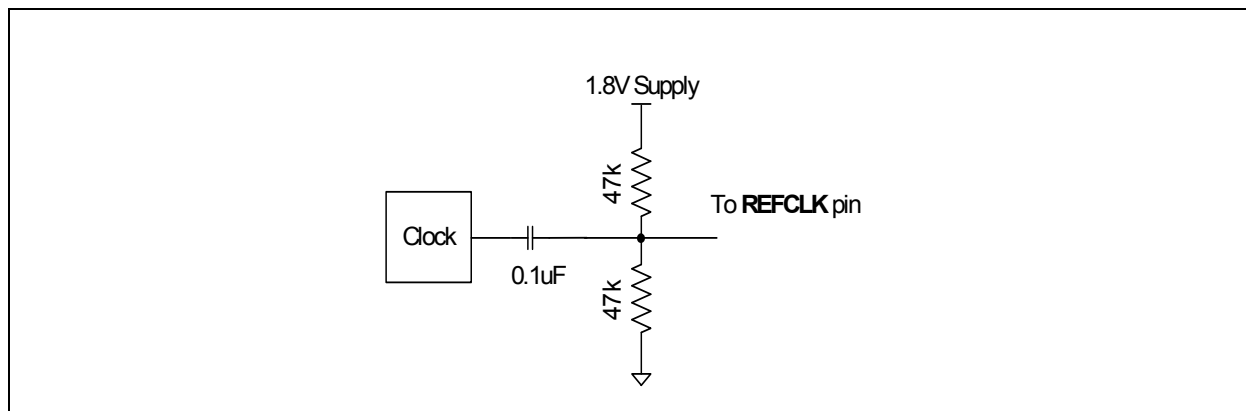 1.8V Supply
47k
To REFCLK pin
Clock
0.1uF
47k